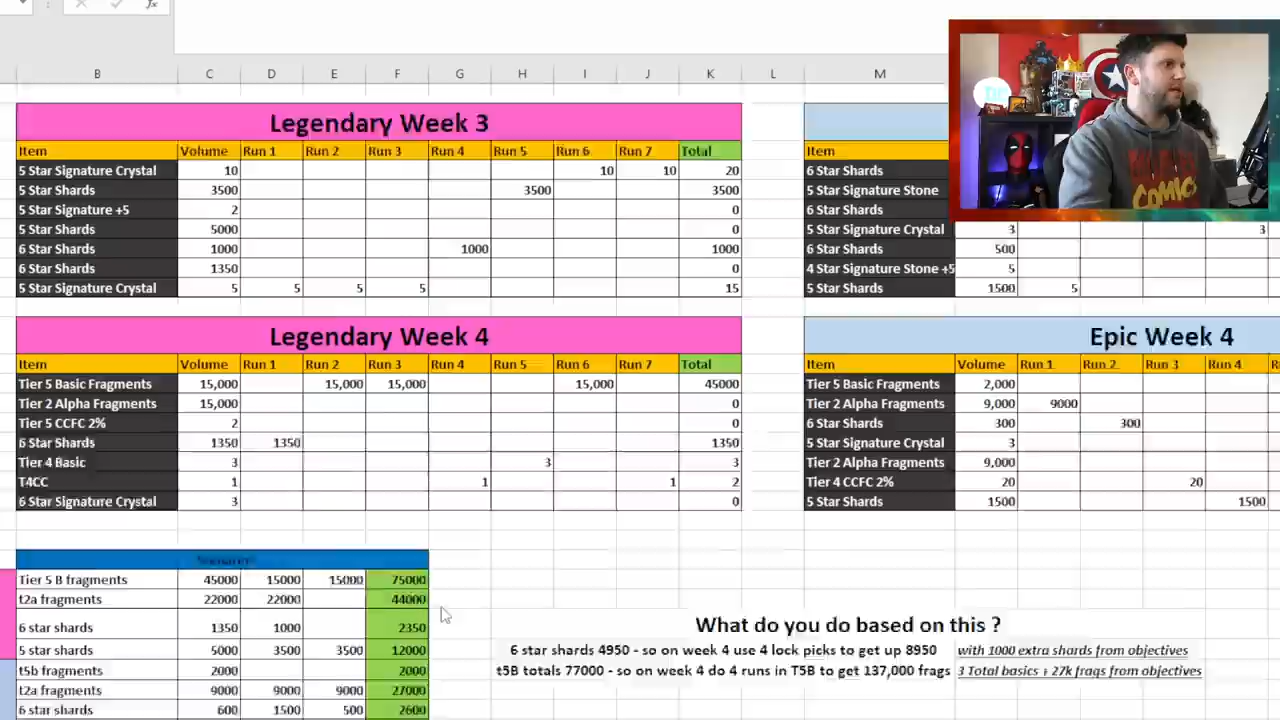 B C D E F G H I J K L M
Legendary Week 3
Item Volume Run 1 Run 2 Run 3 Run 4 Run 5 Run 6 Run 7 Total
5 Star Signature Crystal 10 10 10 20
5 Star Shards 3500 3500 3500
5 Star Signature +5 2 0
5 Star Shards 5000 0
6 Star Shards 1000 1000 1000
6 Star Shards 1350 0
5 Star Signature Crystal 5 5 5 5 15
Item
6 Star Shards
5 Star Signature Stone
6 Star Shards
5 Star Signature Crystal 3 3
6 Star Shards 500
4 Star Signature Stone +5 5
5 Star Shards 1500 5
COMICS
Legendary Week 4
Item Volume Run 1 Run 2 Run 3 Run 4 Run 5 Run 6 Run 7 Total
Tier 5 Basic Fragments 15,000 15,000 15,000 15,000 45000
Tier 2 Alpha Fragments 15,000 0
Tier 5 CCFC 2% 2 0
6 Star Shards 1350 1350 1350
Tier 4 Basic 3 3 3
T4CC 1 1 1 2
6 Star Signature Crystal 3 0
Epic Week 4
Item Volume Run 1 Run 2 Run 3 Run 4
Tier 5 Basic Fragments 2,000
Tier 2 Alpha Fragments 9,000 9000
6 Star Shards 300 300
5 Star Signature Crystal 3
Tier 2 Alpha Fragments 9,000
Tier 4 CCFC 2% 20 20
5 Star Shards 1500 1500
Tier 5 B fragments 45000 15000 15000 75000
t2a fragments 22000 22000 44000
6 star shards 1350 1000 2350
5 star shards 5000 3500 3500 12000
t5b fragments 2000 2000
t2a fragments 9000 9000 9000 27000
6 star shards 600 1500 500 2600
What do you do based on this ?
6 star shards 4950 - so on week 4 use 4 lock picks to get up 8950 with 1000 extra shards from objectives
t5B totals 77000 - so on week 4 do 4 runs in T5B to get 137,000 frags 3 Total basics + 27k frags from objectives